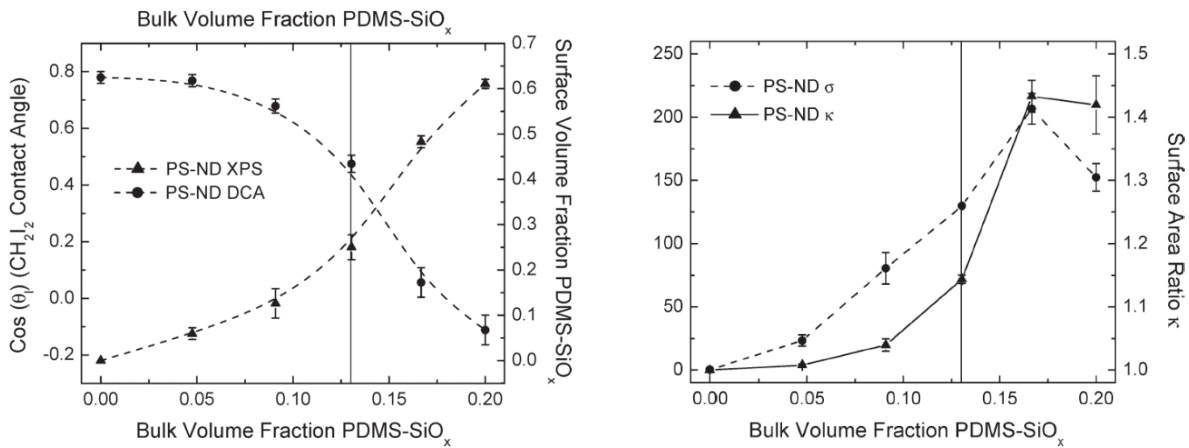 Bulk Volume Fraction PDMS-SiOₓ
Cos (θₗ) (CH₂I₂ Contact Angle)
0.8
0.6
0.4
0.2
0.0
-0.2
PS-ND XPS
PS-ND DCA
0.7
0.6
0.5
0.4
0.3
0.2
0.1
0.0
Surface Volume Fraction PDMS-SiOₓ
0.00 0.05 0.10 0.15 0.20
Bulk Volume Fraction PDMS-SiOₓ
250
200
150
100
75
50
25
0
PS-ND σ
PS-ND κ
1.5
1.4
1.3
1.2
1.1
1.0
Surface Area Ratio κ
0.00 0.05 0.10 0.15 0.20
Bulk Volume Fraction PDMS-SiOₓ